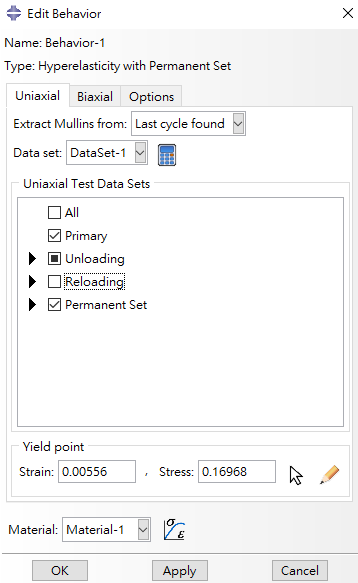 Edit Behavior
Name: Behavior-1
Type: Hyperelasticity with Permanent Set
Uniaxial Biaxial Options
Extract Mullins from: Last cycle found
Data set: DataSet-1
Uniaxial Test Data Sets
All
Primary
Unloading
Reloading
Permanent Set
Yield point
Strain: 0.00556 , Stress: 0.16968
Material: Material-1 σ ε
OK Apply Cancel